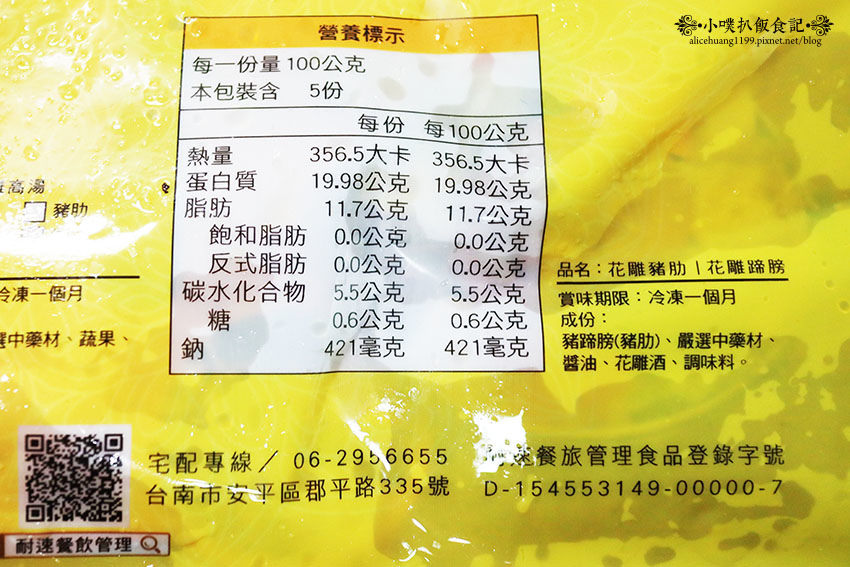 小噗扒飯食記
alicehuang1199.pixnet.net/blog
營養標示
每一份量 100公克
本包裝含 5份
每份 每100公克
熱量 356.5大卡 356.5大卡
蛋白質 19.98公克 19.98公克
脂肪 11.7公克 11.7公克
飽和脂肪 0.0公克 0.0公克
反式脂肪 0.0公克 0.0公克
碳水化合物 5.5公克 5.5公克
糖 0.6公克 0.6公克
鈉 421毫克 421毫克
高湯
豬肋
冷凍一個月
中藥材、蔬果、
品名：花雕豬肋 | 花雕蹄膀
賞味期限：冷凍一個月
成份：
豬蹄膀(豬肋)、嚴選中藥材、
醬油、花雕酒、調味料。
宅配專線／ 06-2956655
台南市安平區郡平路335號
速餐旅管理食品登錄字號
D-154553149-00000-7
耐速餐飲管理